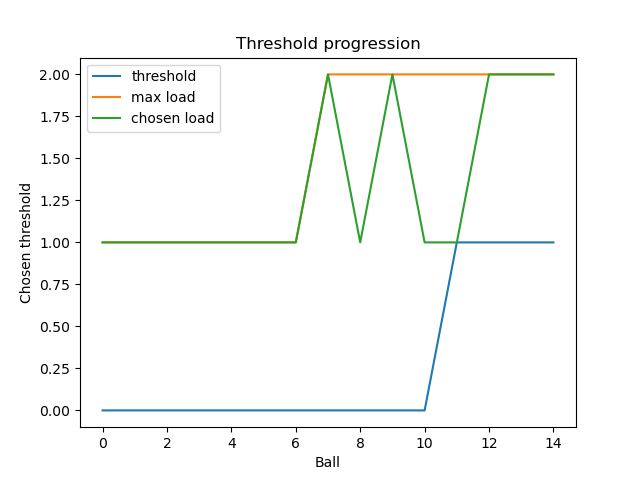 Threshold progression
threshold
max load
chosen load
2.00
1.75
1.50
1.25
1.00
0.75
0.50
0.25
0.00
Chosen threshold
0 2 4 6 8 10 12 14
Ball